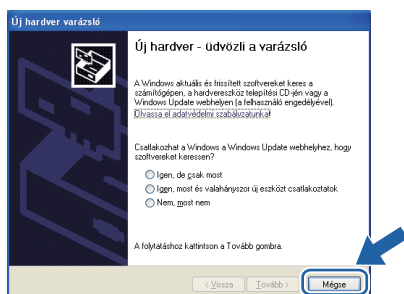 Új hardver varázsló
Új hardver - üdvözli a varázsló
A Windows aktuális és frissített szoftvereket keres a
számítógépen, a hardvereszköz telepítési CD-jén vagy a
Windows Update webhelyen (a felhasználó engedélyével).
Olvassa el adatvédelmi szabályzatunkat
Csatlakozhat a Windows a Windows Update webhelyhez, hogy
szoftvereket keressen?
Igen, de csak most
Igen, most és valahányszor új eszközt csatlakoztatok
Nem, most nem
A folytatáshoz kattintson a Tovább gombra.
< Vissza Tovább > Mégse